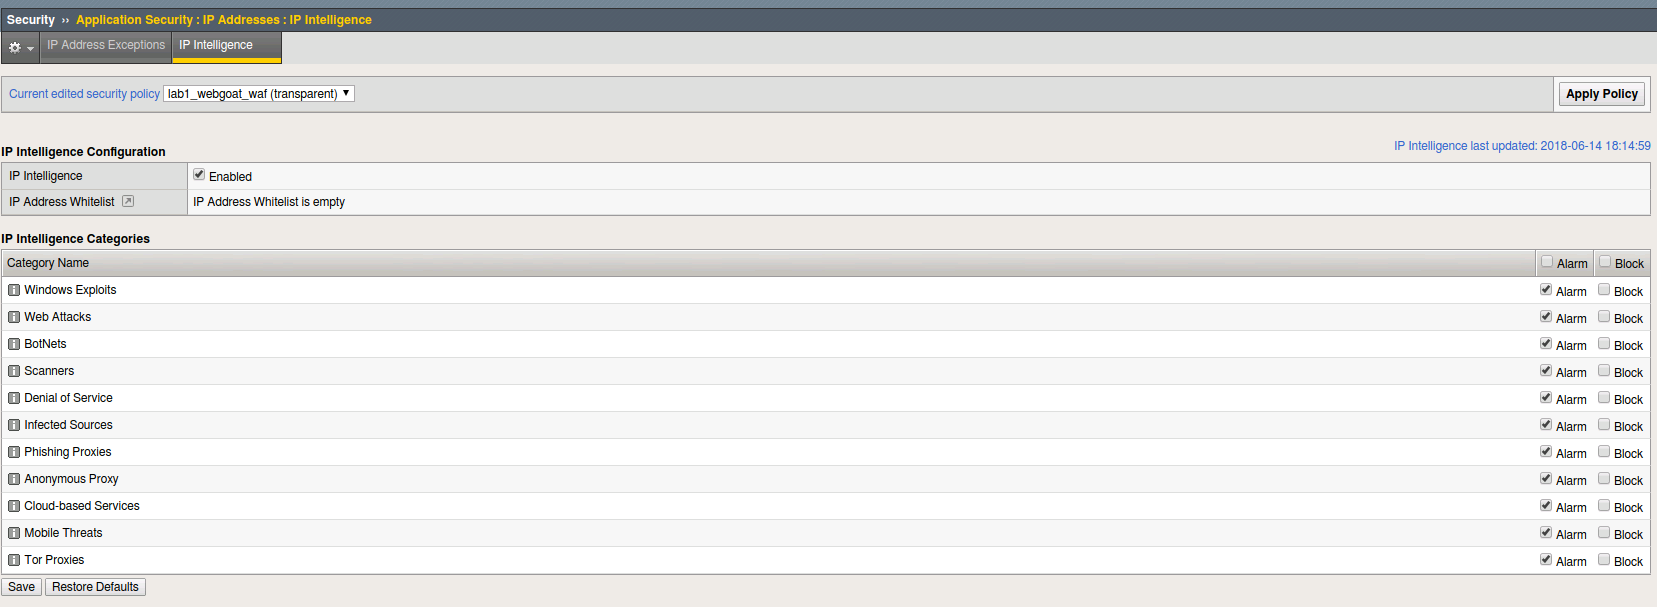 Security ›› Application Security : IP Addresses : IP Intelligence
IP Address Exceptions IP Intelligence
Current edited security policy lab1_webgoat_waf (transparent) Apply Policy
IP Intelligence last updated: 2018-06-14 18:14:59
IP Intelligence Configuration
IP Intelligence Enabled
IP Address Whitelist IP Address Whitelist is empty
IP Intelligence Categories
Category Name Alarm Block
Windows Exploits Alarm Block
Web Attacks Alarm Block
BotNets Alarm Block
Scanners Alarm Block
Denial of Service Alarm Block
Infected Sources Alarm Block
Phishing Proxies Alarm Block
Anonymous Proxy Alarm Block
Cloud-based Services Alarm Block
Mobile Threats Alarm Block
Tor Proxies Alarm Block
Save Restore Defaults